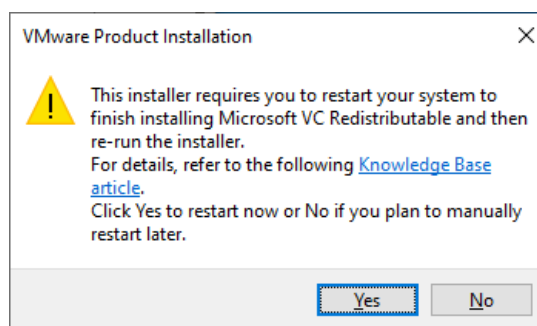 VMware Product Installation
This installer requires you to restart your system to
finish installing Microsoft VC Redistributable and then
re-run the installer.
For details, refer to the following Knowledge Base
article.
Click Yes to restart now or No if you plan to manually
restart later.
Yes
No